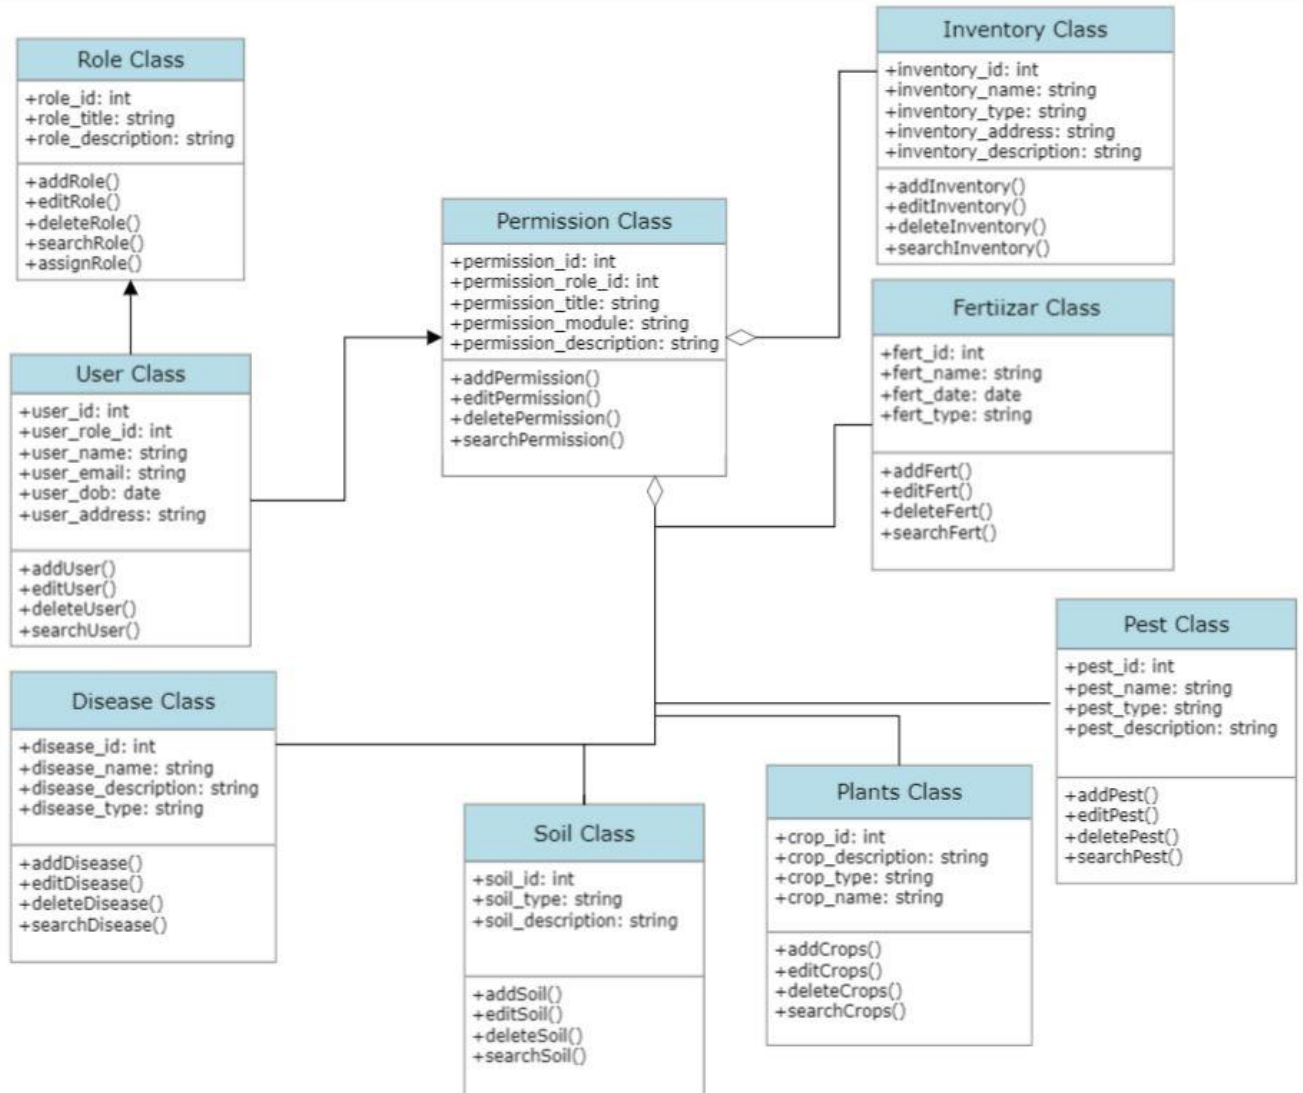 Role Class
+role_id: int
+role_title: string
+role_description: string
+addRole()
+editRole()
+deleteRole()
+searchRole()
+assignRole()
User Class
+user_id: int
+user_role_id: int
+user_name: string
+user_email: string
+user_dob: date
+user_address: string
+addUser()
+editUser()
+deleteUser()
+searchUser()
Disease Class
+disease_id: int
+disease_name: string
+disease_description: string
+disease_type: string
+addDisease()
+editDisease()
+deleteDisease()
+searchDisease()
Permission Class
+permission_id: int
+permission_role_id: int
+permission_title: string
+permission_module: string
+permission_description: string
+addPermission()
+editPermission()
+deletePermission()
+searchPermission()
Soil Class
+soil_id: int
+soil_type: string
+soil_description: string
+addSoil()
+editSoil()
+deleteSoil()
+searchSoil()
Inventory Class
+inventory_id: int
+inventory_name: string
+inventory_type: string
+inventory_address: string
+inventory_description: string
+addInventory()
+editInventory()
+deleteInventory()
+searchInventory()
Fertiizar Class
+fert_id: int
+fert_name: string
+fert_date: date
+fert_type: string
+addFert()
+editFert()
+deleteFert()
+searchFert()
Plants Class
+crop_id: int
+crop_description: string
+crop_type: string
+crop_name: string
+addCrops()
+editCrops()
+deleteCrops()
+searchCrops()
Pest Class
+pest_id: int
+pest_name: string
+pest_type: string
+pest_description: string
+addPest()
+editPest()
+deletePest()
+searchPest()